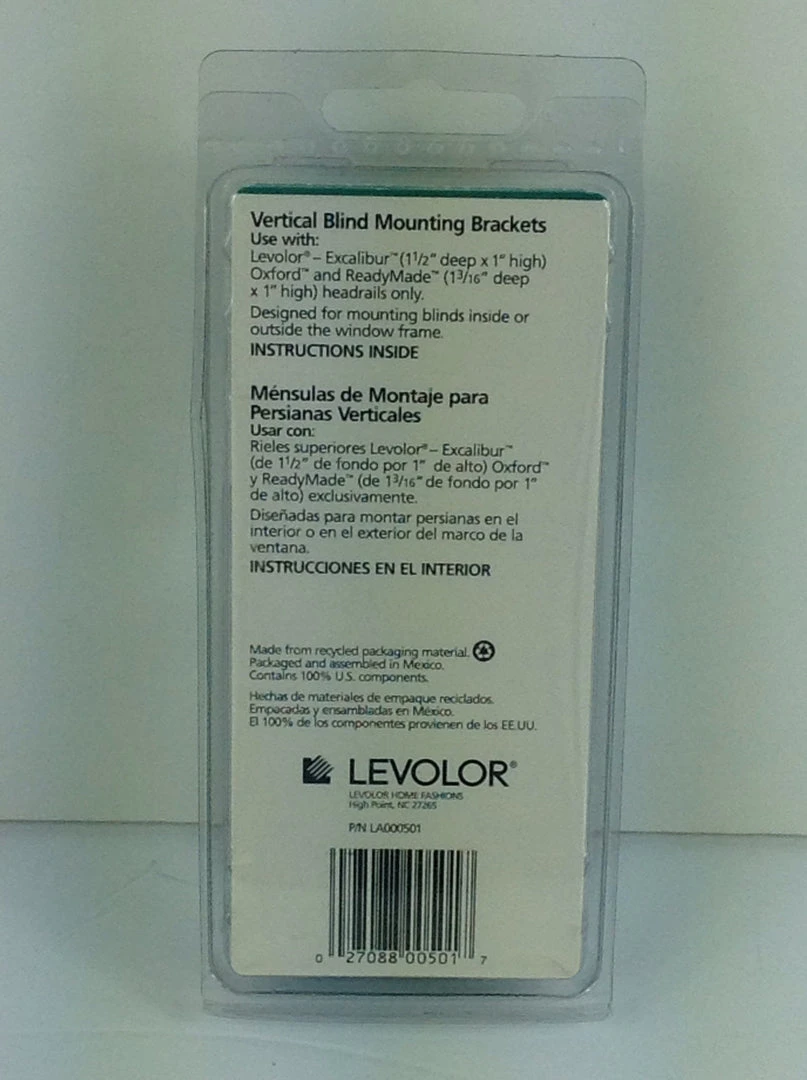 Vertical Blind Mounting Brackets
Use with:
Levolor® – Excalibur™ (1 1/2" deep x 1" high)
Oxford™ and ReadyMade™ (1 3/16" deep
x 1" high) headrails only.
Designed for mounting blinds inside or
outside the window frame.
INSTRUCTIONS INSIDE
Ménsulas de Montaje para
Persianas Verticales
Usar con:
Rieles superiores Levolor® – Excalibur™
(de 1 1/2" de fondo por 1" de alto) Oxford™
y ReadyMade™ (de 1 3/16" de fondo por 1"
de alto) exclusivamente.
Diseñadas para montar persianas en el
interior o en el exterior del marco de la
ventana.
INSTRUCCIONES EN EL INTERIOR
Made from recycled packaging material.
Packaged and assembled in Mexico.
Contains 100% U.S. components.
Hechas de materiales de empaque reciclados.
Empacadas y ensambladas en México.
El 100% de los componentes provienen de los EE.UU.
LEVOLOR®
LEVOLOR HOME FASHIONS
High Point, NC 27265
P/N LA000501
0 27088 00501 7